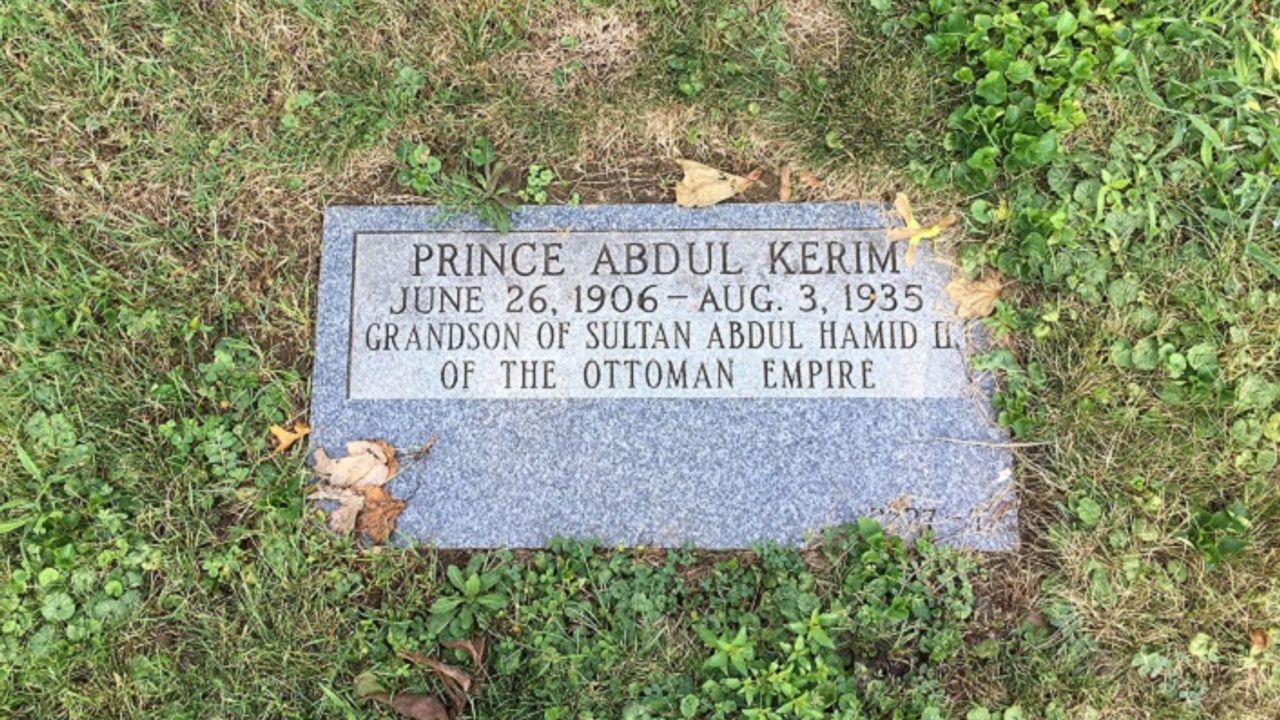 PRINCE ABDUL KERIM
JUNE 26, 1906 – AUG. 3, 1935
GRANDSON OF SULTAN ABDUL HAMID II.
OF THE OTTOMAN EMPIRE